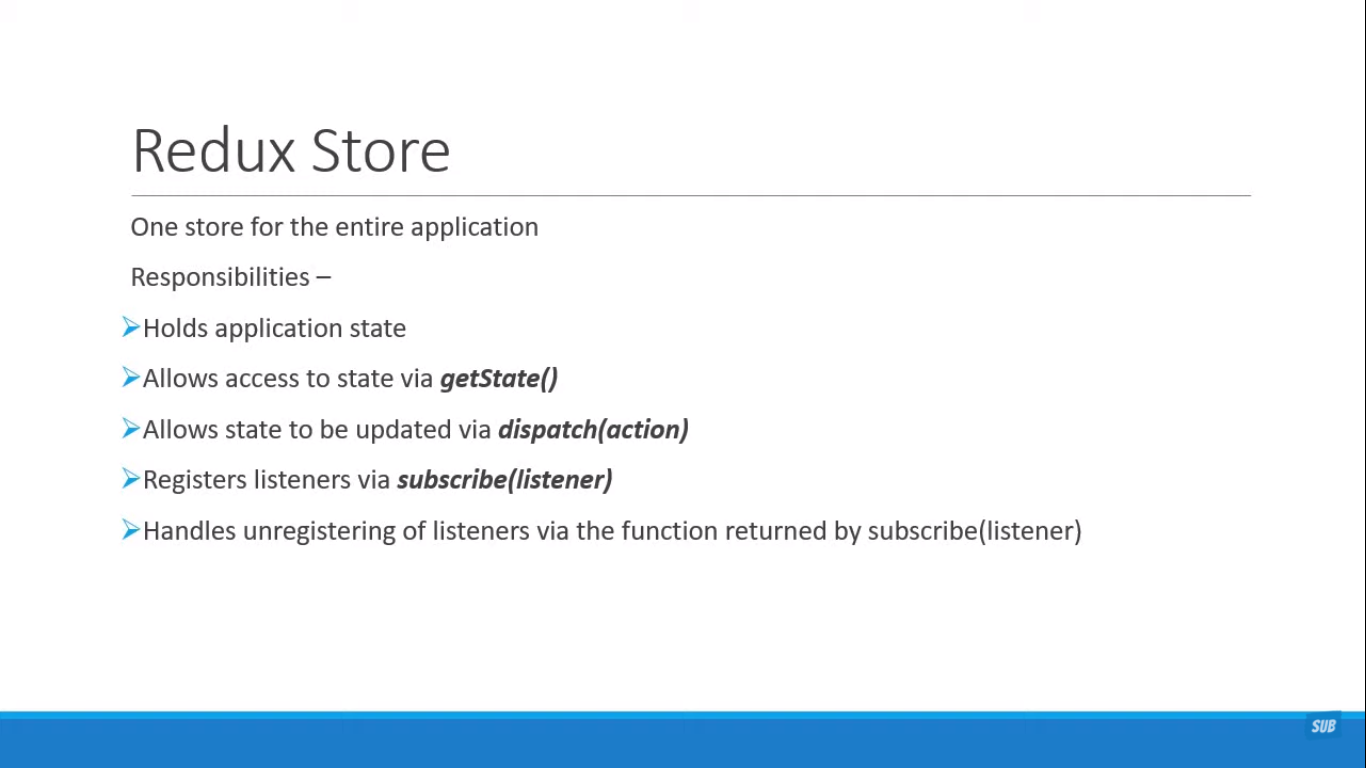 Redux Store
One store for the entire application
Responsibilities –
Holds application state
Allows access to state via getState()
Allows state to be updated via dispatch(action)
Registers listeners via subscribe(listener)
Handles unregistering of listeners via the function returned by subscribe(listener)
SUB